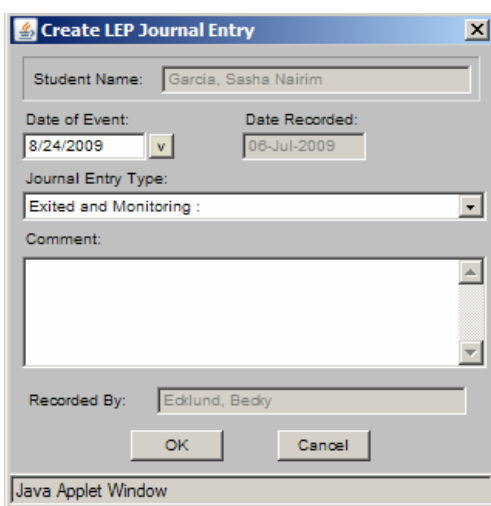 Create LEP Journal Entry
Student Name: Garcia, Sasha Nairim
Date of Event: Date Recorded:
8/24/2009 v 06-Jul-2009
Journal Entry Type:
Exited and Monitoring :
Comment:
Recorded By: Ecklund, Becky
OK Cancel
Java Applet Window